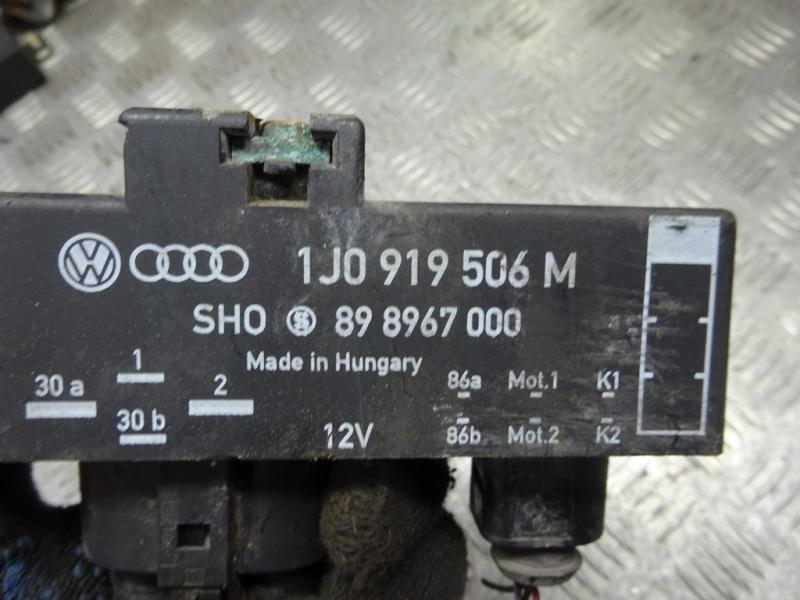 1J0 919 506 M
SHO 89 8967 000
Made in Hungary
30 a 1 2 86a Mot.1 K1
30 b 12V 86b Mot.2 K2